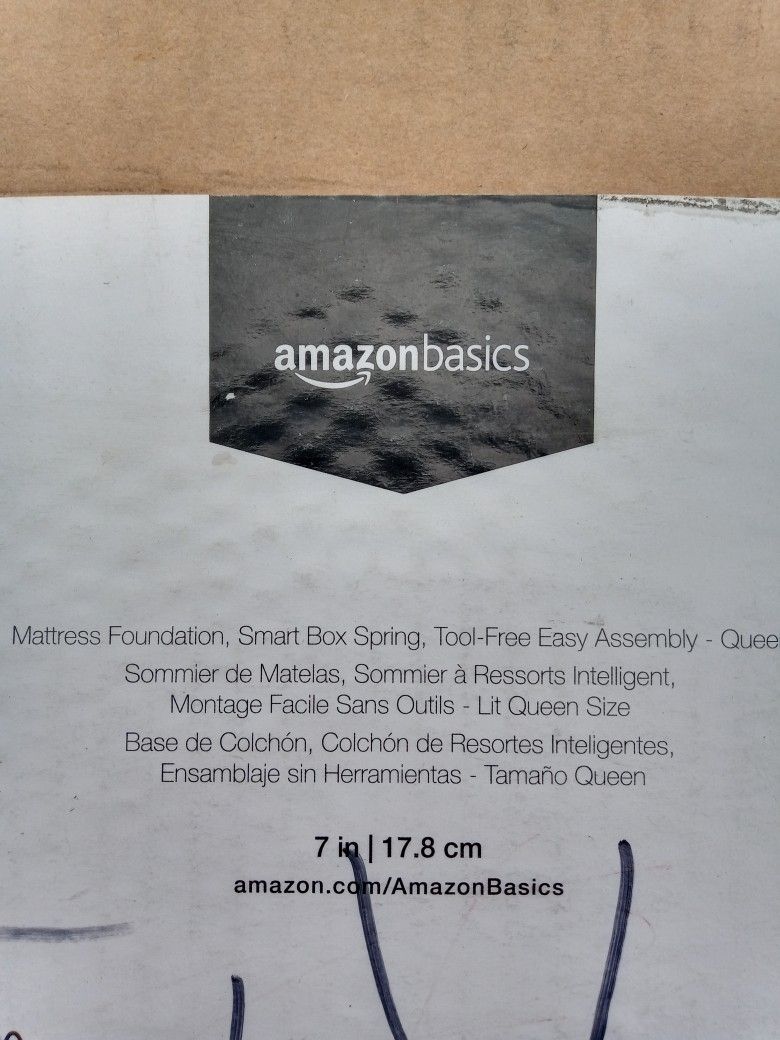 amazonbasics
Mattress Foundation, Smart Box Spring, Tool-Free Easy Assembly - Quee
Sommier de Matelas, Sommier à Ressorts Intelligent,
Montage Facile Sans Outils - Lit Queen Size
Base de Colchón, Colchón de Resortes Inteligentes,
Ensamblaje sin Herramientas - Tamaño Queen
7 in | 17.8 cm
amazon.com/AmazonBasics